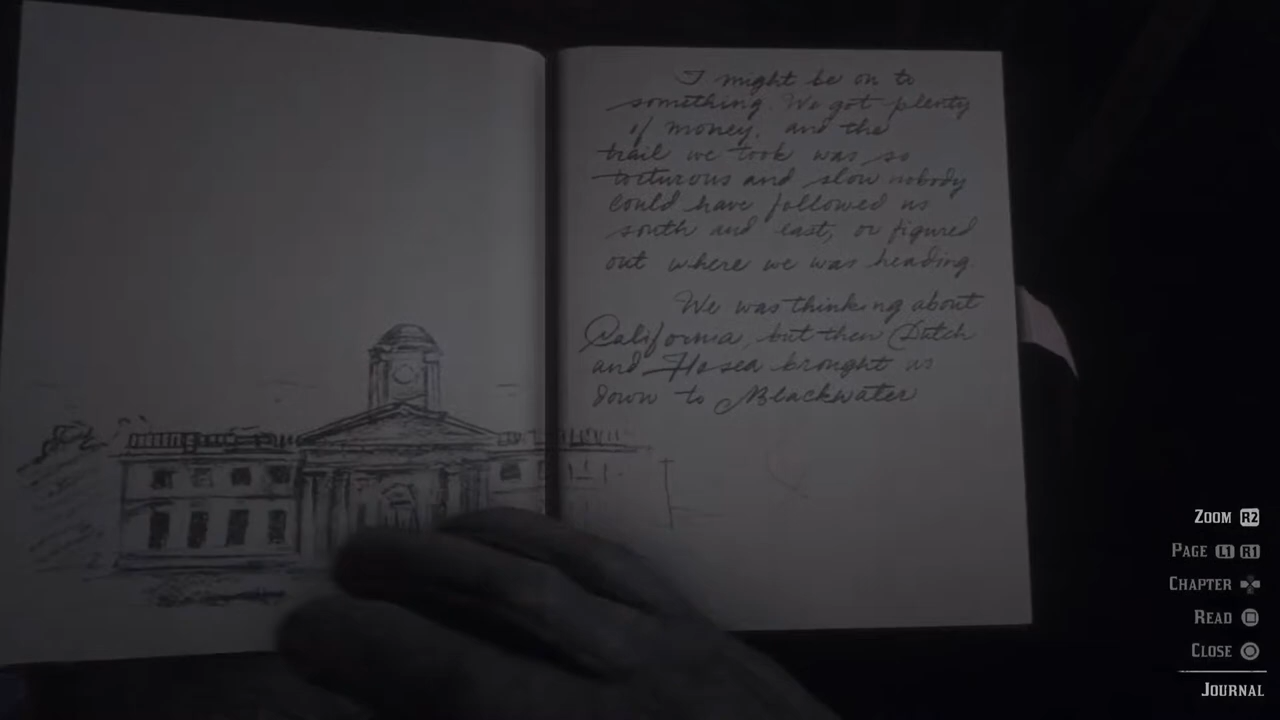 I might be on to
something. We got plenty
of money, and the
trail we took was so
torturous and slow nobody
could have followed us
south and east, or figured
out where we was heading.
We was thinking about
California, but then Dutch
and Hosea brought us
down to Blackwater
ZOOM R2
PAGE L1 R1
CHAPTER
READ
CLOSE
JOURNAL